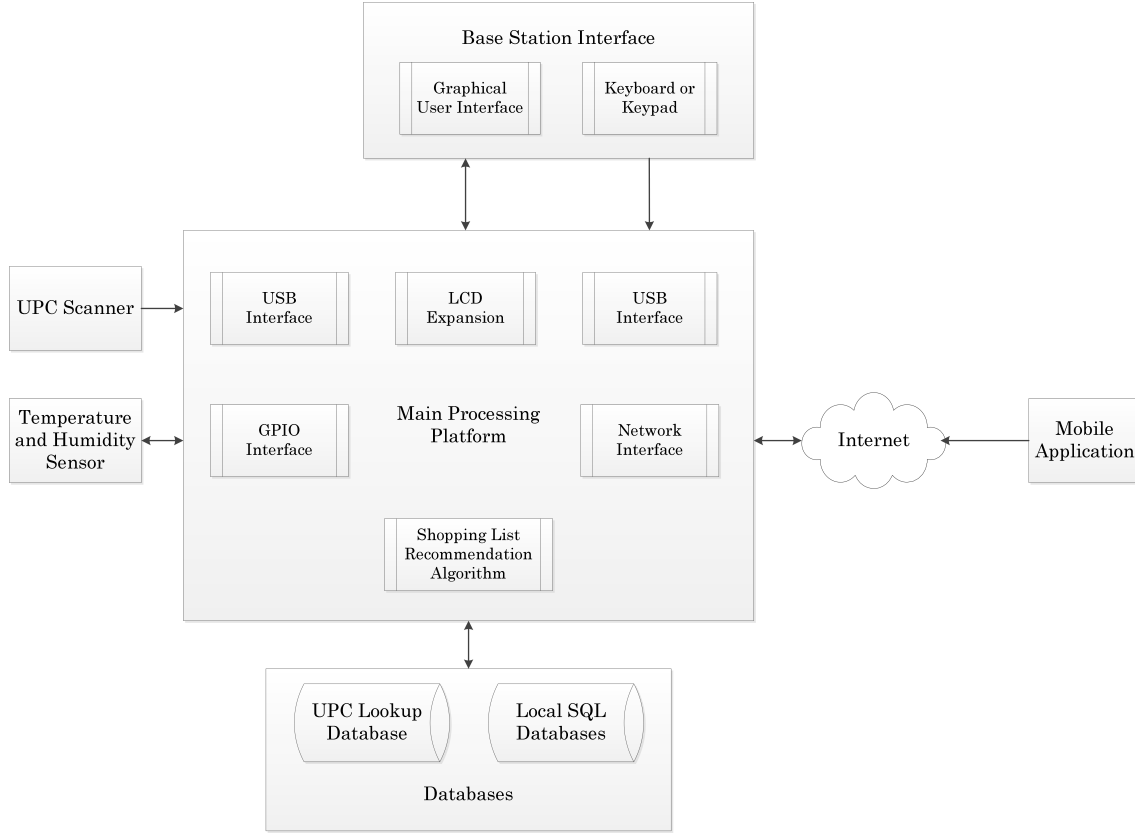 Base Station Interface
Graphical
User Interface
Keyboard or
Keypad
UPC Scanner
USB
Interface
LCD
Expansion
USB
Interface
Temperature
and Humidity
Sensor
GPIO
Interface
Main Processing
Platform
Network
Interface
Internet
Mobile
Application
Shopping List
Recommendation
Algorithm
UPC Lookup
Database
Local SQL
Databases
Databases